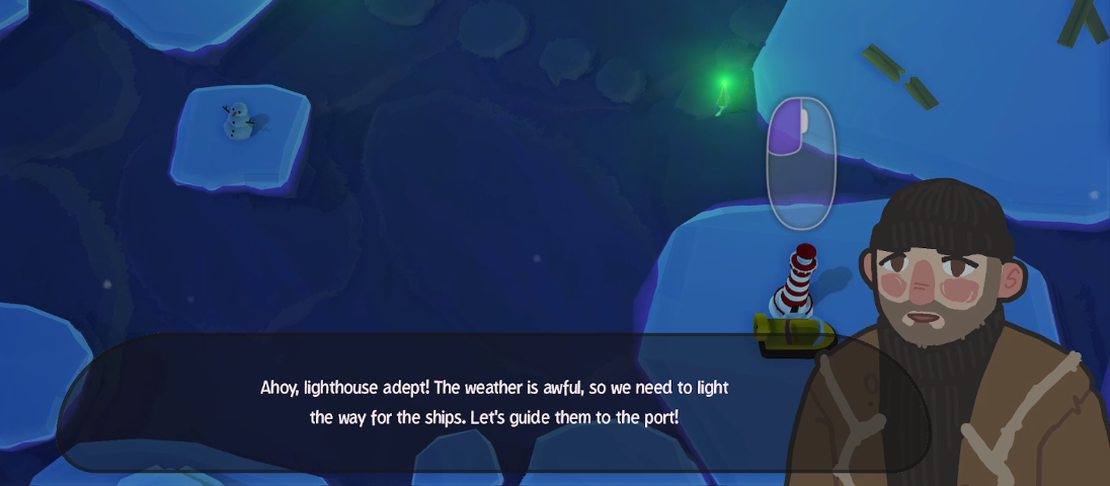 Ahoy, lighthouse adept! The weather is awful, so we need to light
the way for the ships. Let's guide them to the port!